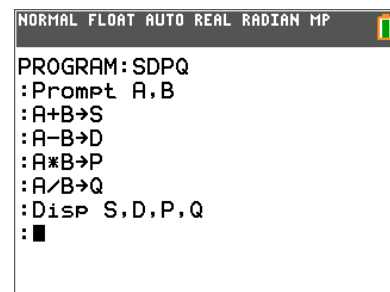 NORMAL FLOAT AUTO REAL RADIAN MP
PROGRAM:SDPQ
:Prompt A,B
:A+B→S
:A−B→D
:A*B→P
:A/B→Q
:Disp S,D,P,Q
: